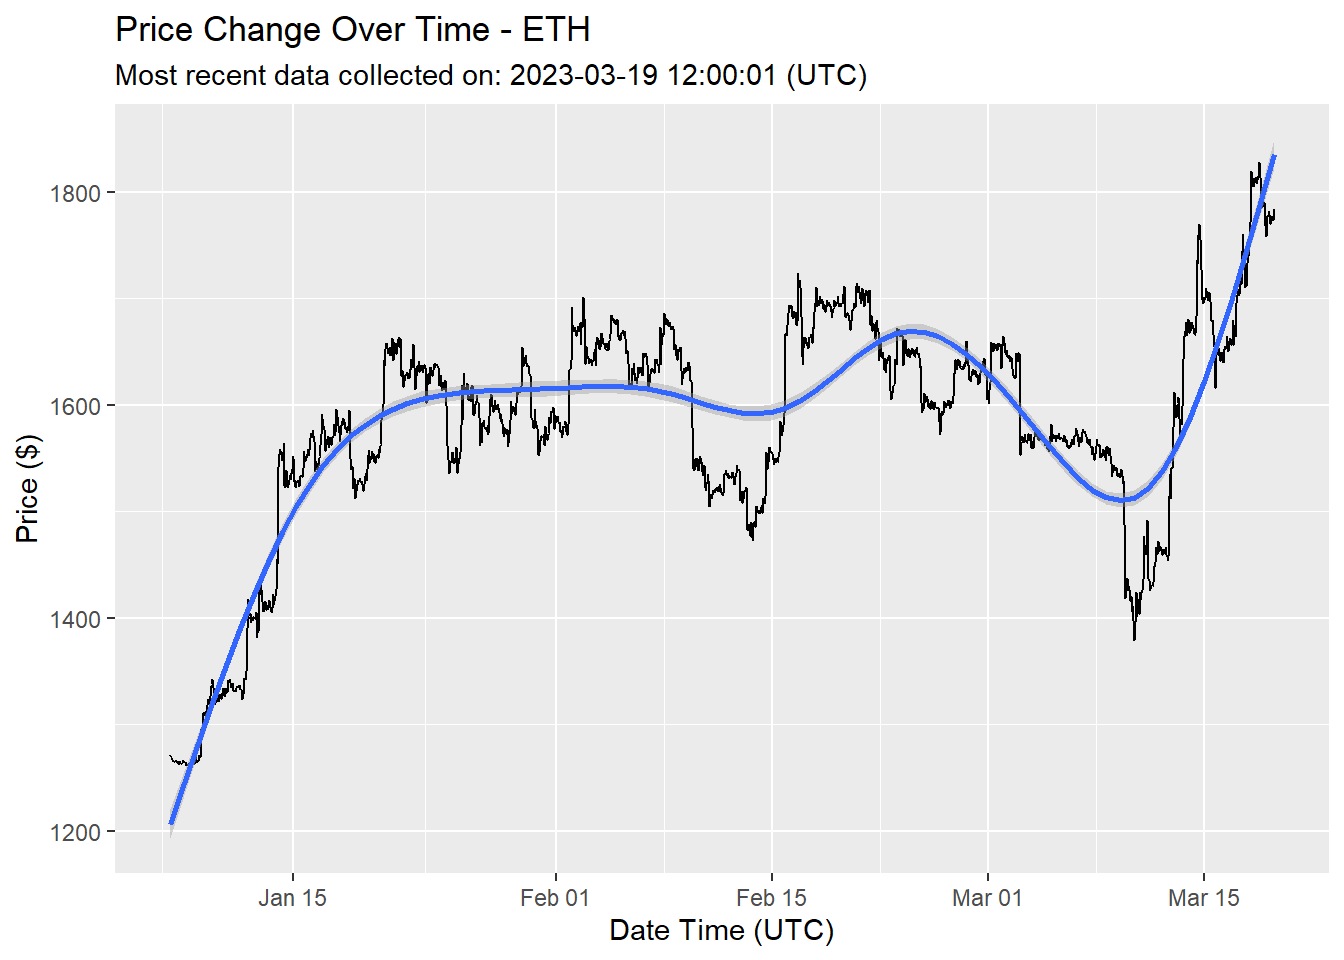 Price Change Over Time - ETH
Most recent data collected on: 2023-03-19 12:00:01 (UTC)
1800
1600
1400
1200
Price ($)
Jan 15
Feb 01
Feb 15
Mar 01
Mar 15
Date Time (UTC)